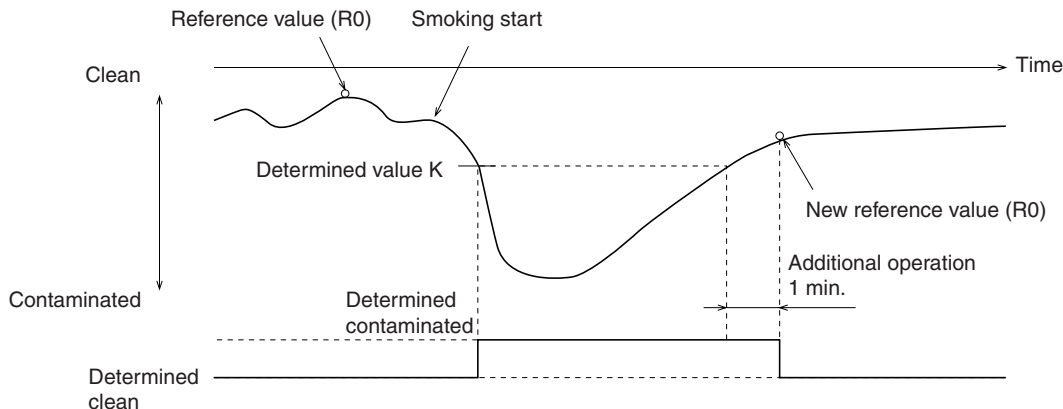 Reference value (R0)
Smoking start
Clean
Time
Determined value K
New reference value (R0)
Additional operation
1 min.
Contaminated
Determined
contaminated
Determined
clean